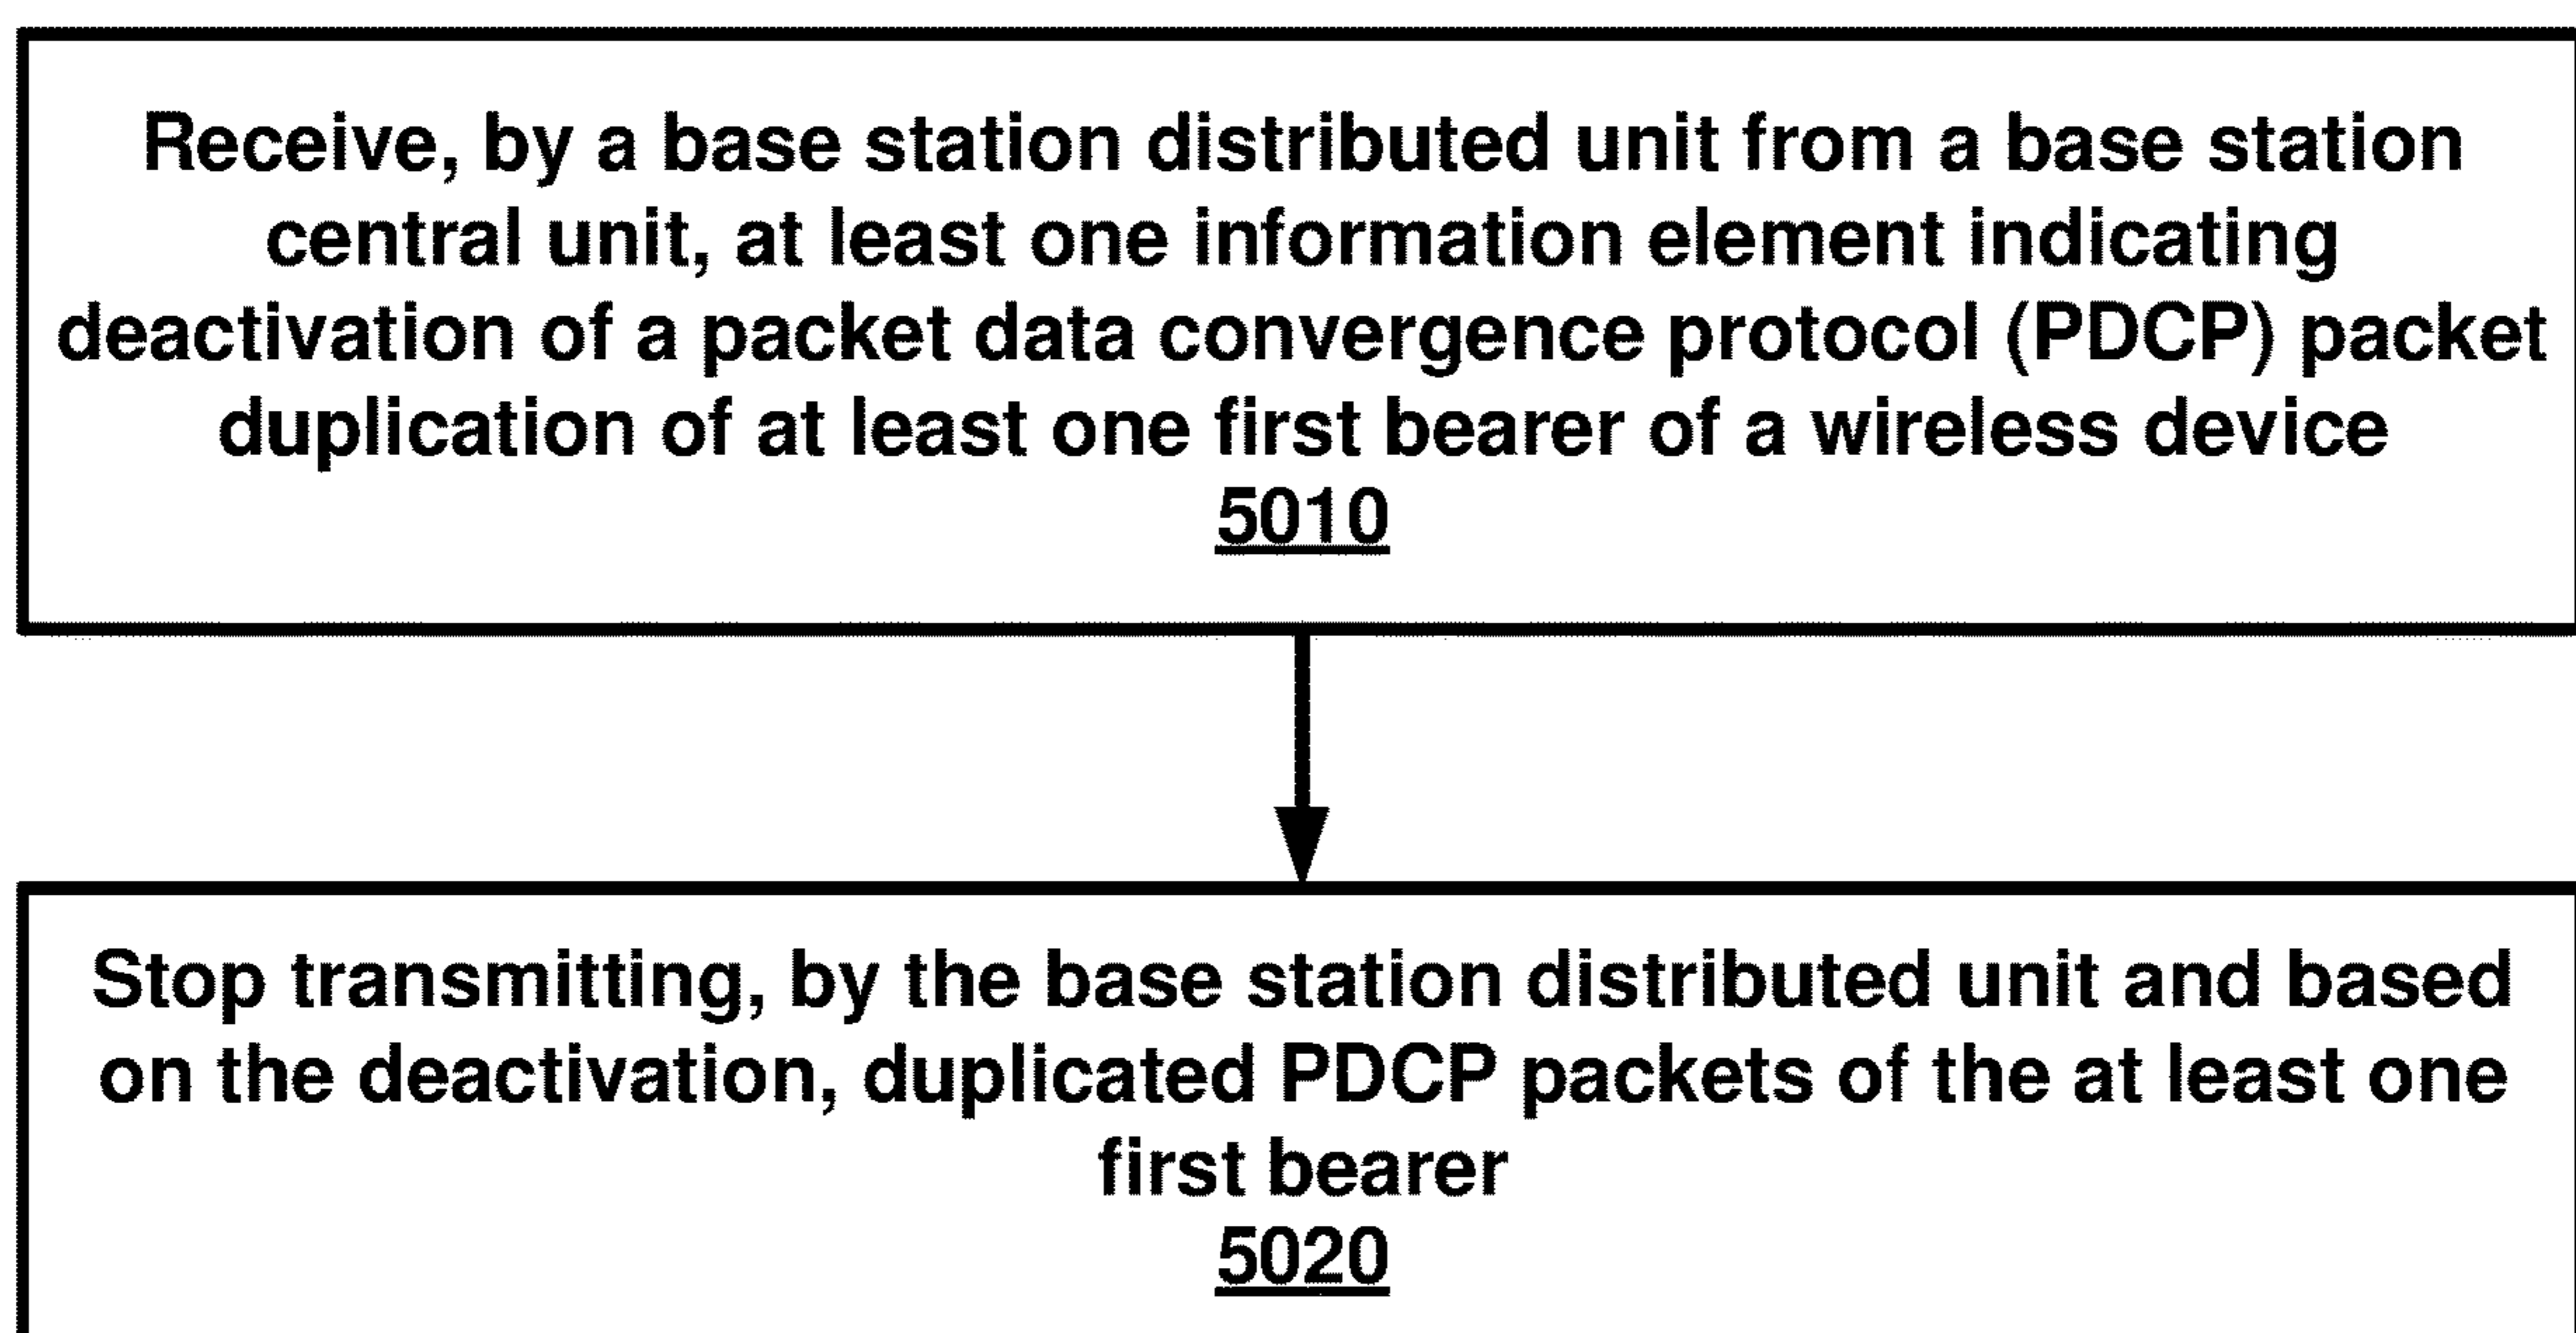 Receive, by a base station distributed unit from a base station
central unit, at least one information element indicating
deactivation of a packet data convergence protocol (PDCP) packet
duplication of at least one first bearer of a wireless device
5010
Stop transmitting, by the base station distributed unit and based
on the deactivation, duplicated PDCP packets of the at least one
first bearer
5020